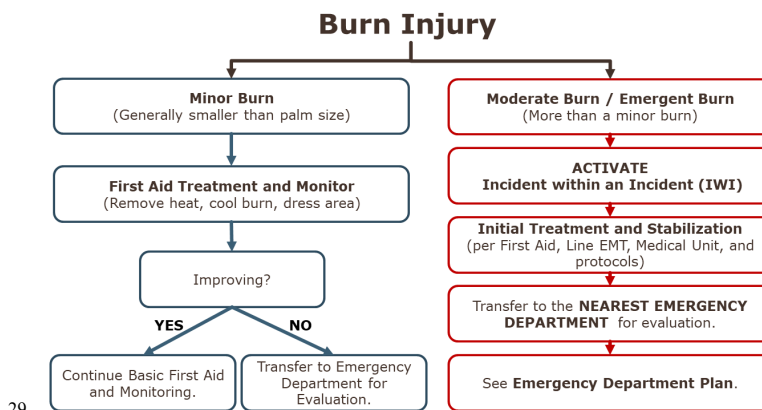 Burn Injury
Minor Burn
(Generally smaller than palm size)
First Aid Treatment and Monitor
(Remove heat, cool burn, dress area)
Improving?
YES
NO
Continue Basic First Aid
and Monitoring.
Transfer to Emergency
Department for
Evaluation.
Moderate Burn / Emergent Burn
(More than a minor burn)
ACTIVATE
Incident within an Incident (IWI)
Initial Treatment and Stabilization
(per First Aid, Line EMT, Medical Unit, and
protocols)
Transfer to the NEAREST EMERGENCY
DEPARTMENT for evaluation.
See Emergency Department Plan.
29